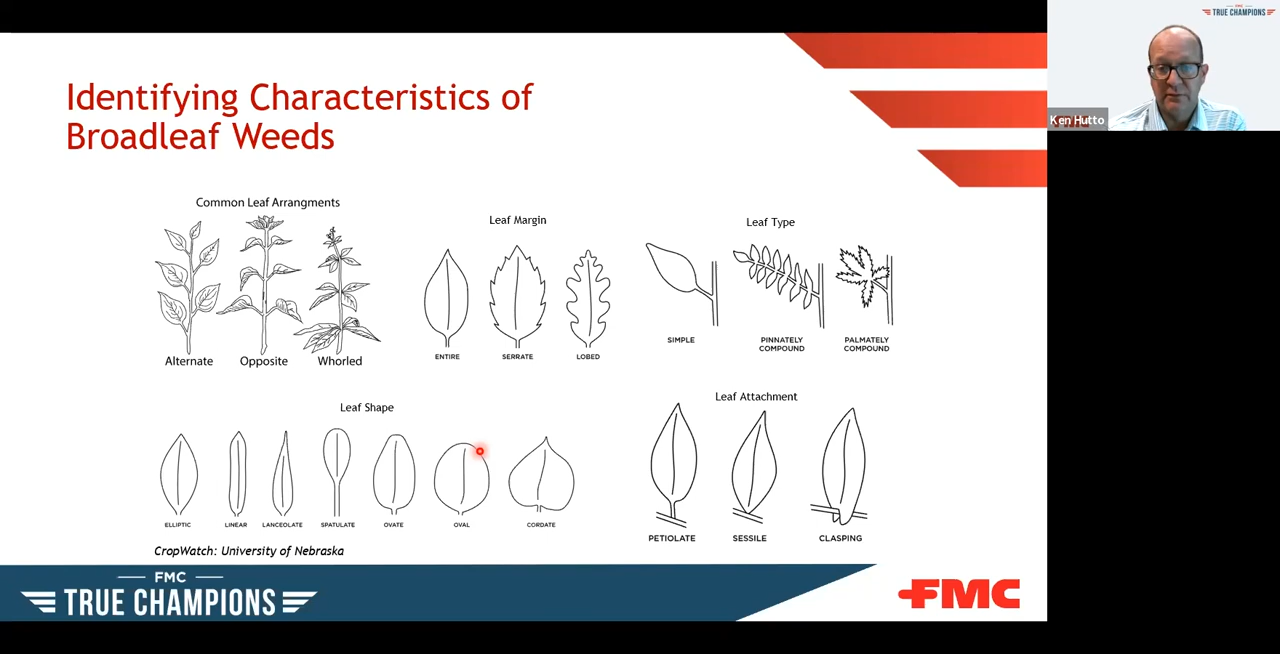 FMC
TRUE CHAMPIONS
Ken Hutto
Identifying Characteristics of
Broadleaf Weeds
Common Leaf Arrangments
Alternate
Opposite
Whorled
Leaf Margin
ENTIRE
SERRATE
LOBED
Leaf Type
SIMPLE
PINNATELY
COMPOUND
PALMATELY
COMPOUND
Leaf Shape
ELLIPTIC
LINEAR
LANCEOLATE
SPATULATE
OVATE
OVAL
CORDATE
Leaf Attachment
PETIOLATE
SESSILE
CLASPING
CropWatch: University of Nebraska
FMC
TRUE CHAMPIONS
FMC